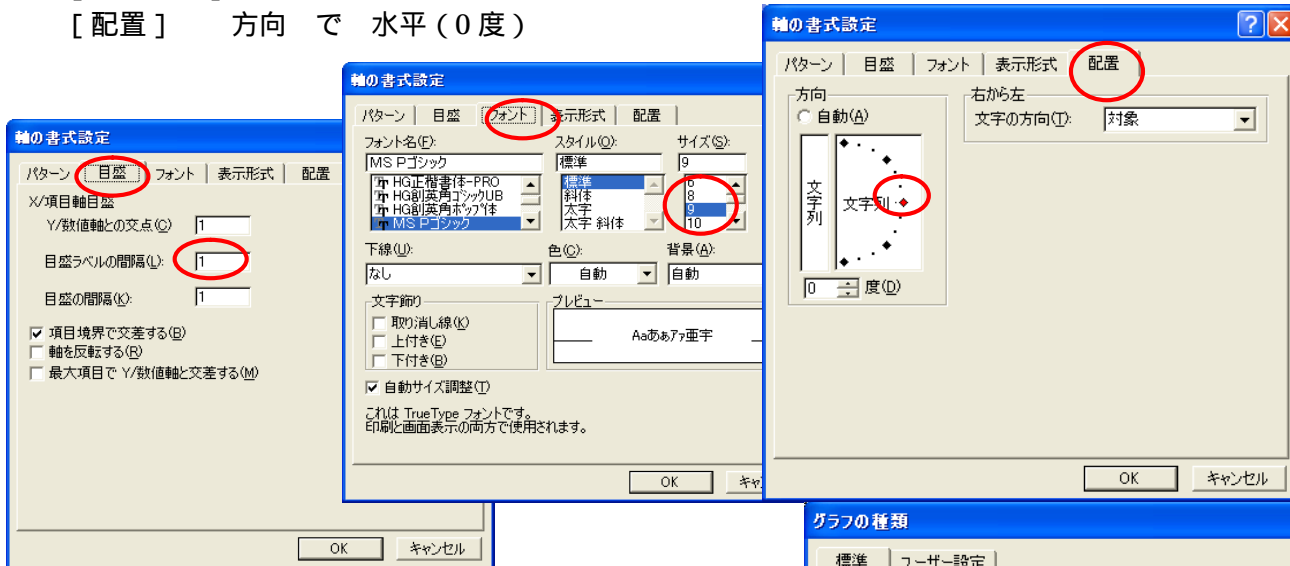 [ 配置 ]　方向　で　水平 ( 0 度 )
軸の書式設定
パターン 目盛 フォント 表示形式 配置
X/項目軸目盛
Y/数値軸との交点(C) 1
目盛ラベルの間隔(L): 1
目盛の間隔(K): 1
項目境界で交差する(B)
軸を反転する(R)
最大項目で Y/数値軸と交差する(M)
OK キャンセル
軸の書式設定
パターン 目盛 フォント 表示形式 配置
フォント名(F): スタイル(O): サイズ(S):
MS Pゴシック 標準 9
HG正楷書体-PRO 標準 6
HG創英角ゴシックUB 斜体 8
HG創英角ポップ体 太字 9
MS Pゴシック 太字 斜体 10
下線(U): 色(C): 背景(A):
なし 自動 自動
文字飾り プレビュー
取り消し線(K)
上付き(E)
下付き(B)
Aaあぁアァ亜宇
自動サイズ調整(T)
これは TrueType フォントです。
印刷と画面表示の両方で使用されます。
OK
軸の書式設定
パターン 目盛 フォント 表示形式 配置
方向 右から左
自動(A) 文字の方向(T): 対象
文字列 文字列
0 度(D)
OK キャンセル
グラフの種類
標準 ユーザー設定